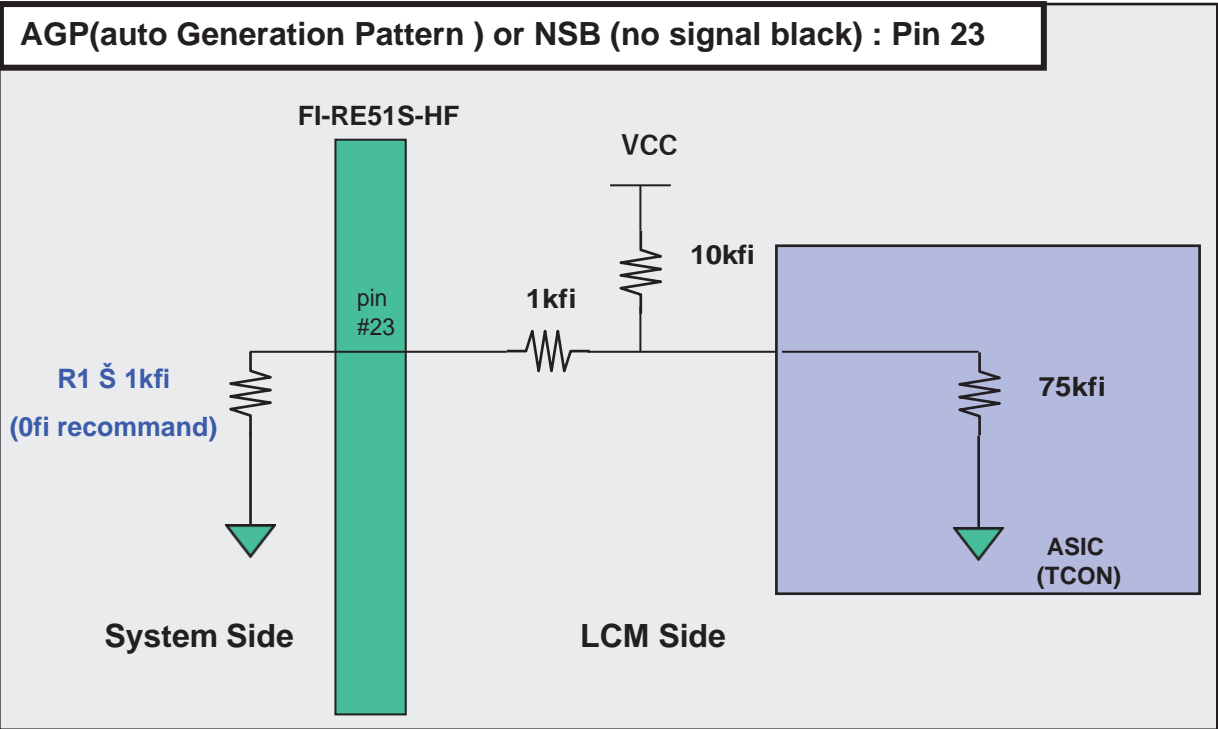 AGP(auto Generation Pattern ) or NSB (no signal black) : Pin 23
FI-RE51S-HF
VCC
10kfi
1kfi
pin
#23
R1 Š 1kfi
(0fi recommand)
75kfi
ASIC
(TCON)
System Side
LCM Side